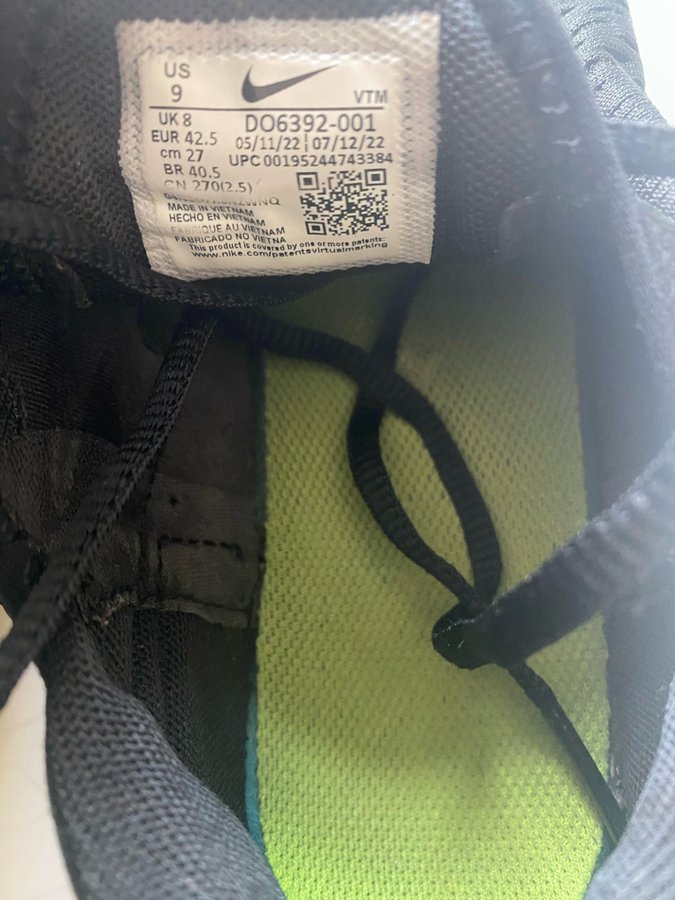 US
9
VTM
UK 8
EUR 42.5
cm 27
BR 40.5
CN 270(2.5)
DO6392-001
05/11/22 | 07/12/22
UPC 00195244743384
MADE IN VIETNAM
HECHO EN VIETNAM
FABRIQUE AU VIETNAM
FABRICADO NO VIETNA
This product is covered by one or more patents:
www.nike.com/patentsvirtualmarking